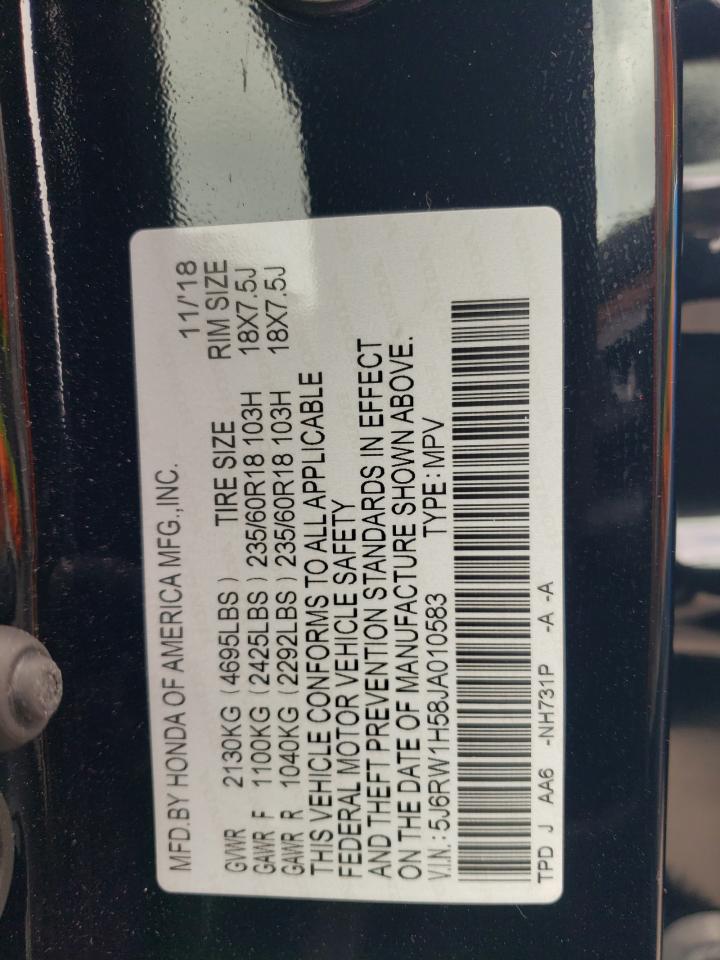 MFD.BY HONDA OF AMERICA MFG.,INC. 11/'18
GVWR 2130KG (4695LBS) TIRE SIZE RIM SIZE
GAWR F 1100KG (2425LBS) 235/60R18 103H 18X7.5J
GAWR R 1040KG (2292LBS) 235/60R18 103H 18X7.5J
THIS VEHICLE CONFORMS TO ALL APPLICABLE
FEDERAL MOTOR VEHICLE SAFETY
AND THEFT PREVENTION STANDARDS IN EFFECT
ON THE DATE OF MANUFACTURE SHOWN ABOVE.
V.I.N.: 5J6RW1H58JA010583 TYPE: MPV
TPD J AA6 -NH731P -A -A